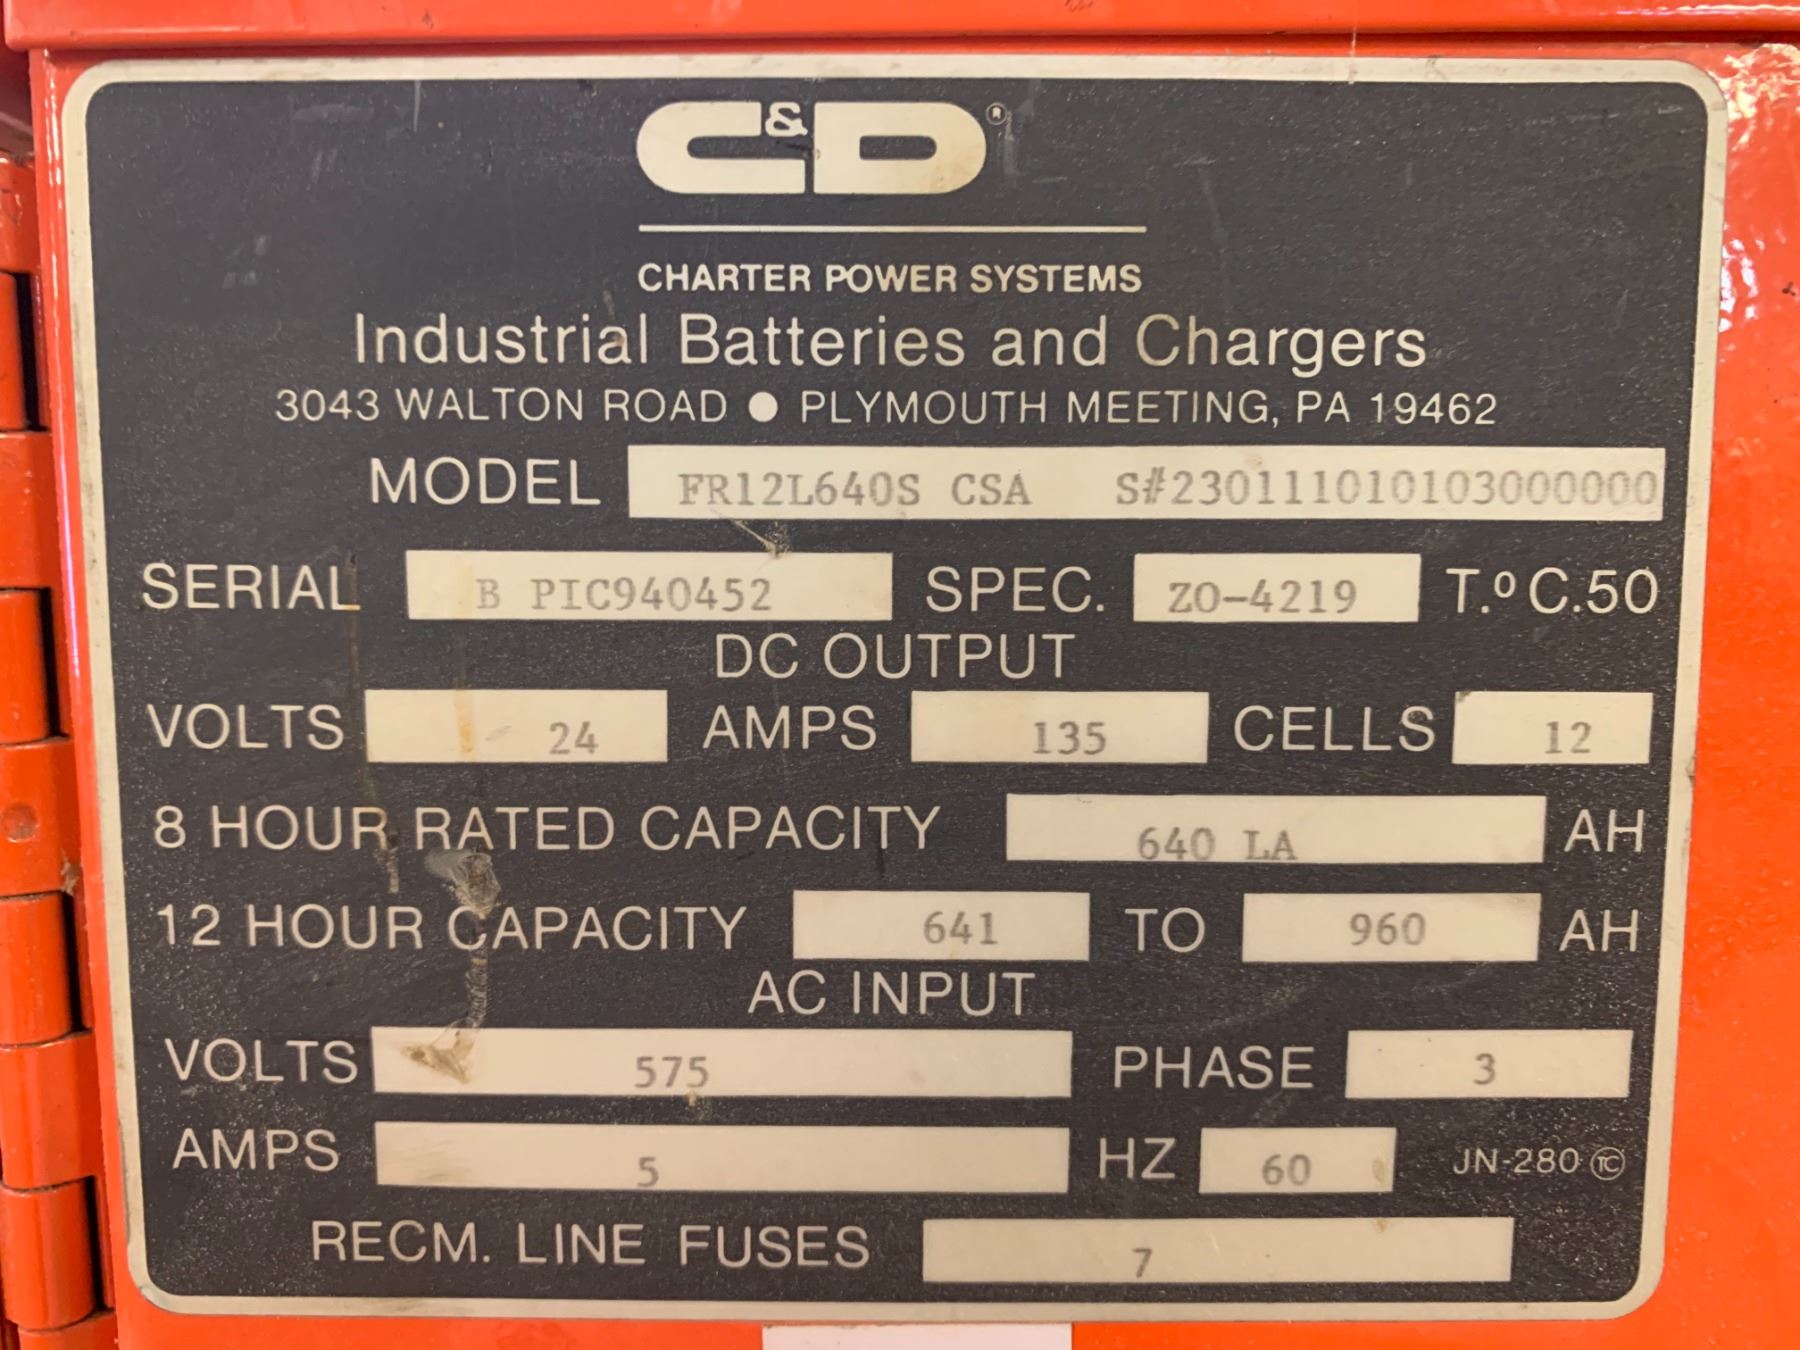 C&D®
CHARTER POWER SYSTEMS
Industrial Batteries and Chargers
3043 WALTON ROAD ● PLYMOUTH MEETING, PA 19462
MODEL FR12L640S CSA S#230111010103000000
SERIAL B PIC940452 SPEC. ZO-4219 T.º C.50
DC OUTPUT
VOLTS 24 AMPS 135 CELLS 12
8 HOUR RATED CAPACITY 640 LA AH
12 HOUR CAPACITY 641 TO 960 AH
AC INPUT
VOLTS 575 PHASE 3
AMPS 5 HZ 60 JN-280 TC
RECM. LINE FUSES 7